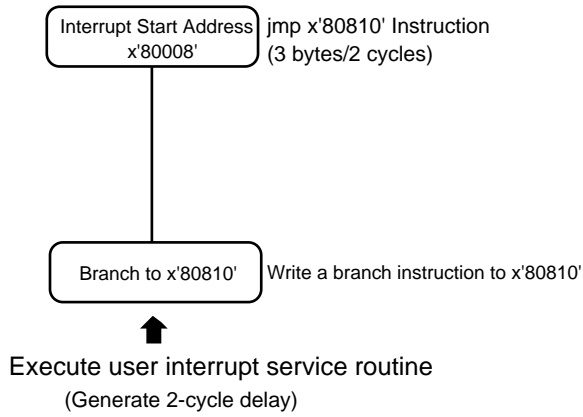 Interrupt Start Address
x'80008'
jmp x'80810' Instruction
(3 bytes/2 cycles)
Branch to x'80810'
Write a branch instruction to x'80810'
Execute user interrupt service routine
(Generate 2-cycle delay)